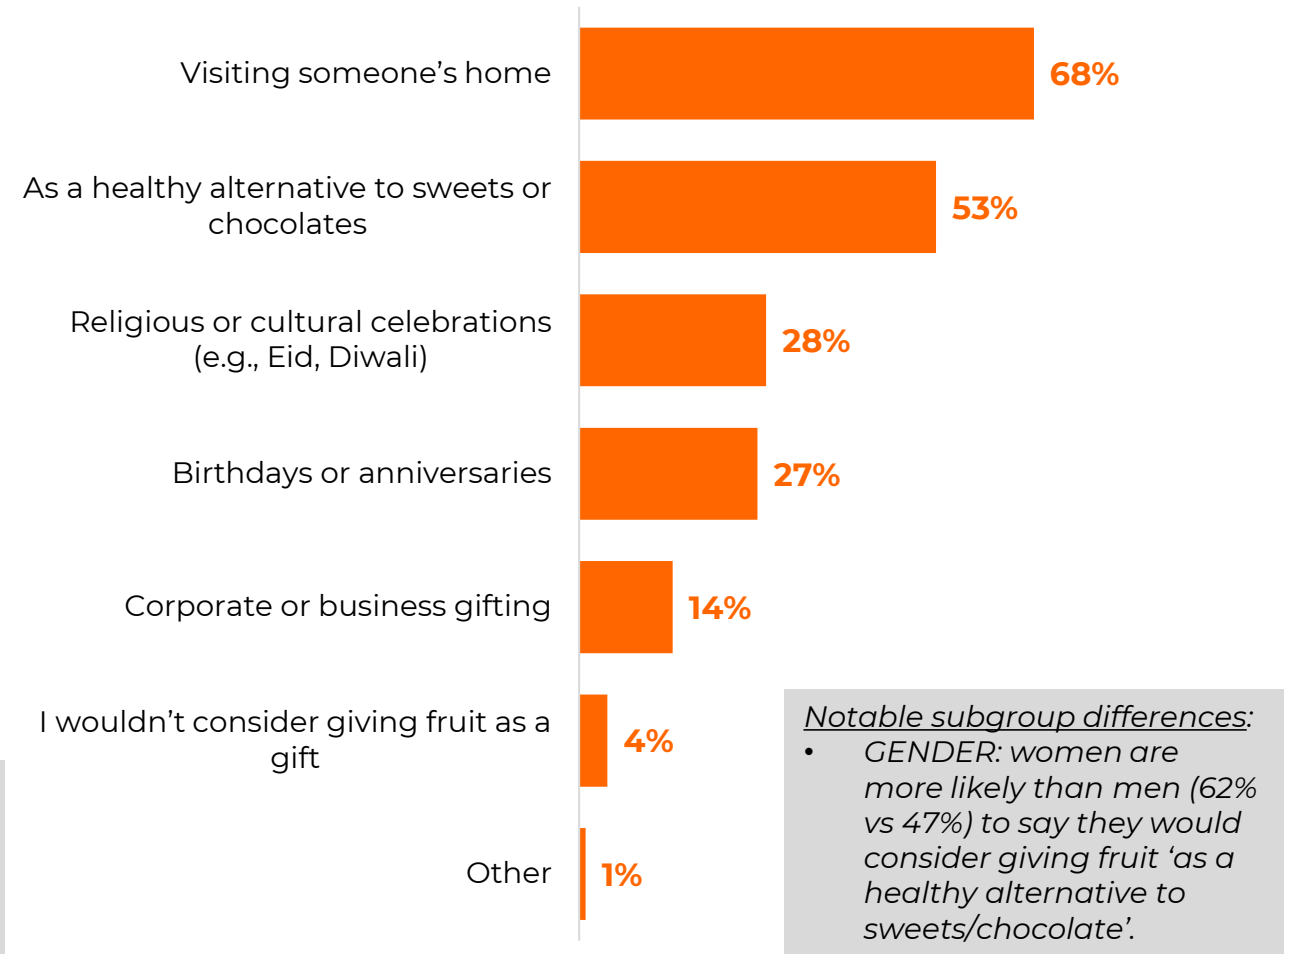 Visiting someone’s home
68%
As a healthy alternative to sweets or
chocolates
53%
Religious or cultural celebrations
(e.g., Eid, Diwali)
28%
Birthdays or anniversaries
27%
Corporate or business gifting
14%
I wouldn’t consider giving fruit as a
gift
4%
Other
1%
Notable subgroup differences:
• GENDER: women are
more likely than men (62%
vs 47%) to say they would
consider giving fruit ‘as a
healthy alternative to
sweets/chocolate’.